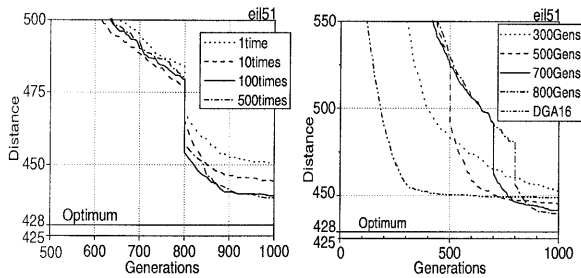 eil51
500
475
450
428
425
Distance
1time
10times
100times
500times
Optimum
500 600 700 800 900 1000
Generations
eil51
550
500
450
428
425
Distance
300Gens
500Gens
700Gens
800Gens
DGA16
Optimum
0 500 1000
Generations